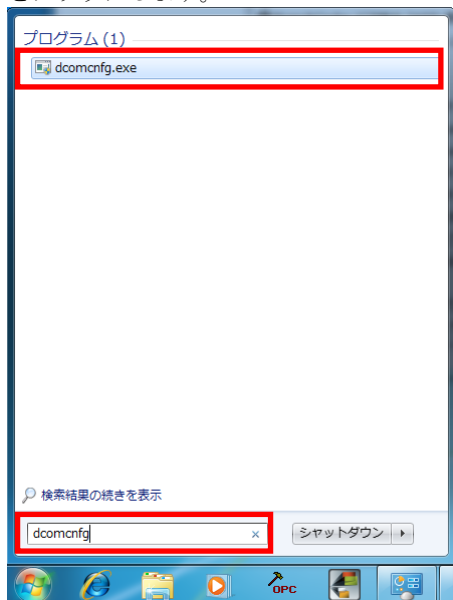 プログラム (1)
dcomcnfg.exe
検索結果の続きを表示
dcomcnfg
シャットダウン
OPC